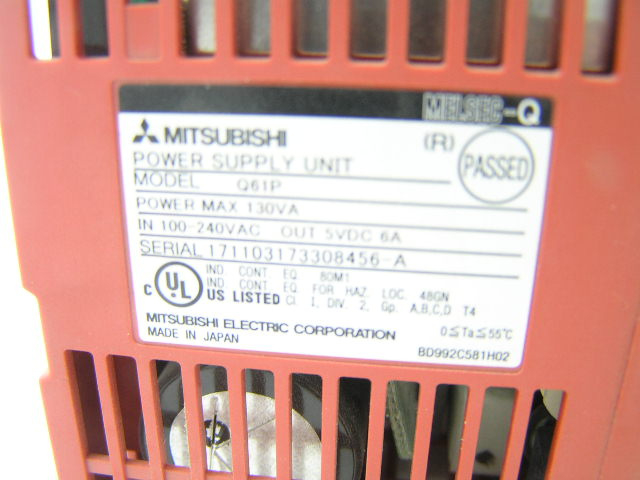 MELSEC-Q
MITSUBISHI (R) PASSED
POWER SUPPLY UNIT
MODEL Q61P
POWER MAX 130VA
IN 100-240VAC OUT 5VDC 6A
SERIAL 171103173308456-A
IND. CONT. EQ. 80M1
IND. CONT. EQ. FOR HAZ. LOC. 48GN
C UL US LISTED Cl. I, DIV. 2, Gp. A,B,C,D T4
MITSUBISHI ELECTRIC CORPORATION 0≦Ta≦55℃
MADE IN JAPAN BD992C581H02